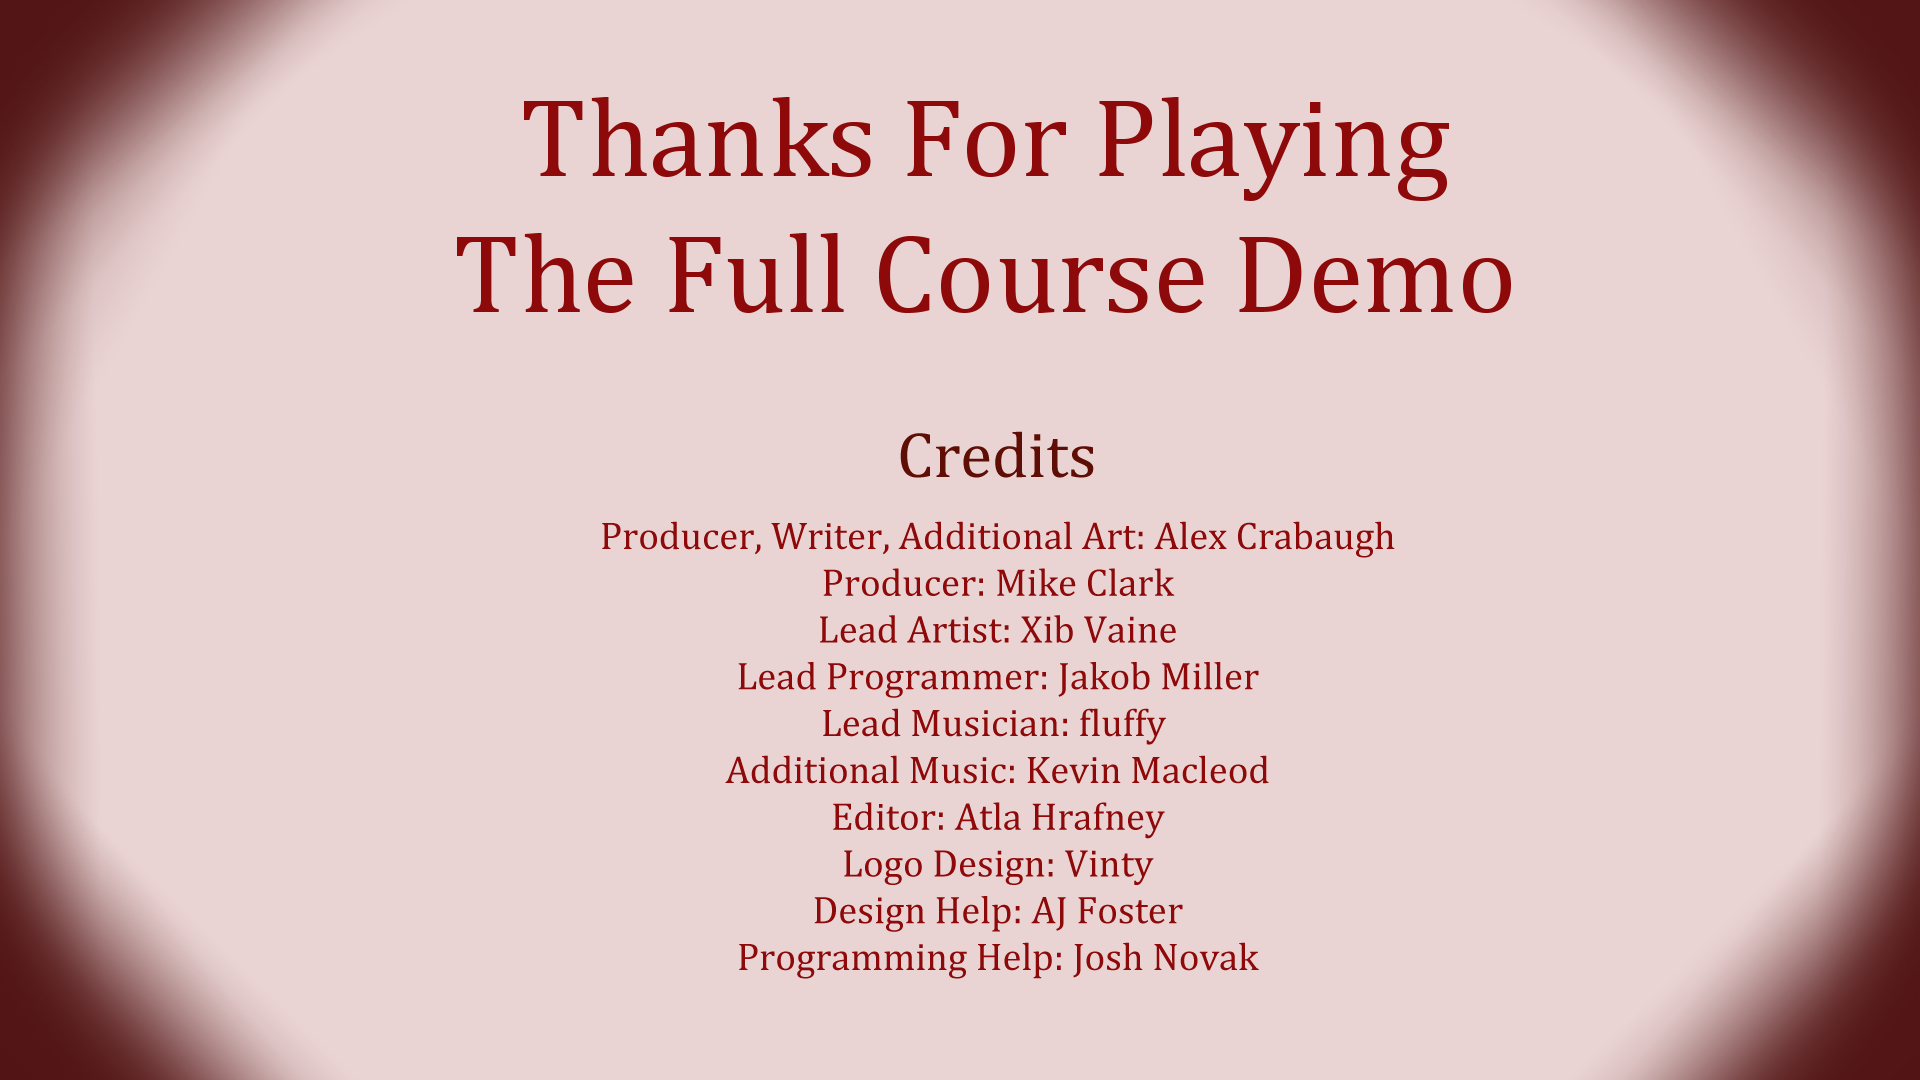 Thanks For Playing
The Full Course Demo
Credits
Producer, Writer, Additional Art: Alex Crabaugh
Producer: Mike Clark
Lead Artist: Xib Vaine
Lead Programmer: Jakob Miller
Lead Musician: fluffy
Additional Music: Kevin Macleod
Editor: Atla Hrafney
Logo Design: Vinty
Design Help: AJ Foster
Programming Help: Josh Novak